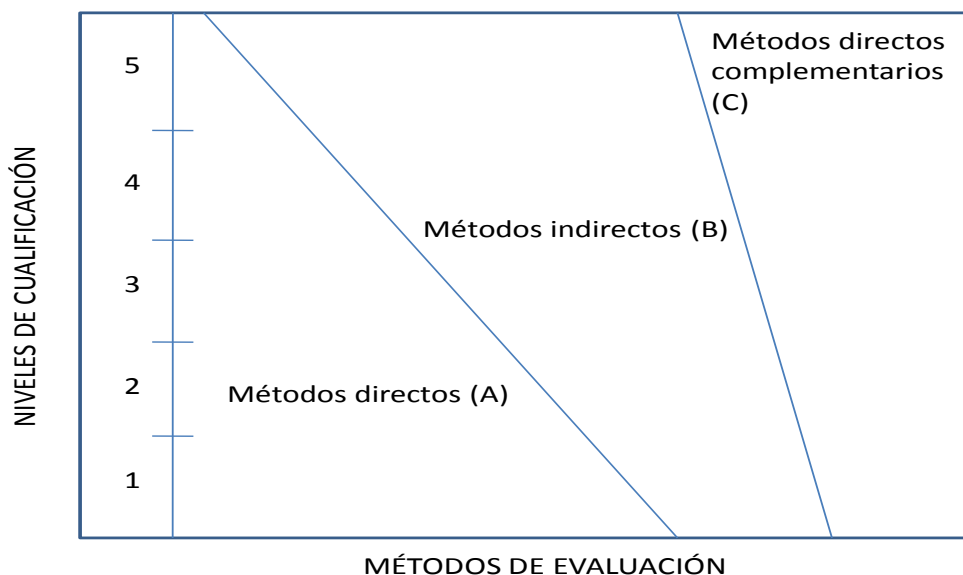 NIVELES DE CUALIFICACIÓN
5
4
3
2
1
Métodos directos
complementarios
(C)
Métodos indirectos (B)
Métodos directos (A)
MÉTODOS DE EVALUACIÓN